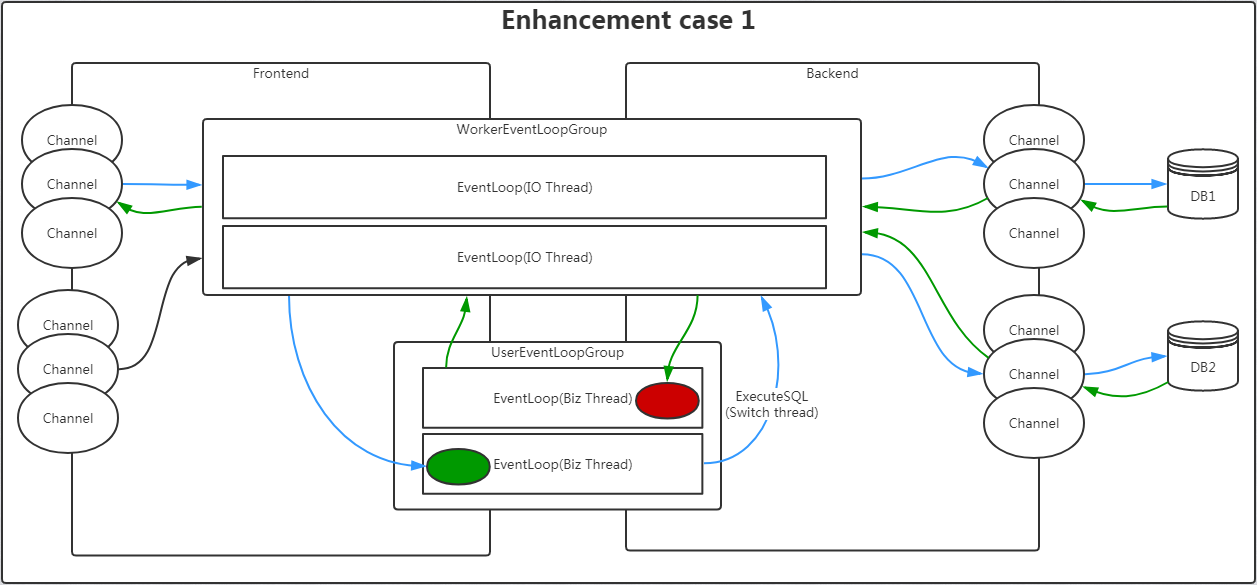 Enhancement case 1
Frontend
Backend
WorkerEventLoopGroup
Channel
Channel
Channel
Channel
Channel
Channel
EventLoop(IO Thread)
EventLoop(IO Thread)
UserEventLoopGroup
EventLoop(Biz Thread)
EventLoop(Biz Thread)
ExecuteSQL
(Switch thread)
Channel
Channel
Channel
DB1
Channel
Channel
Channel
DB2